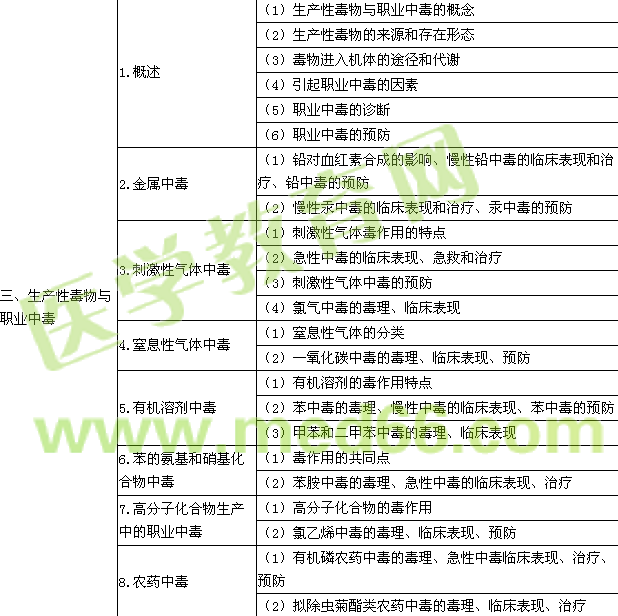 三、生产性毒物与
职业中毒
1.概述
（1）生产性毒物与职业中毒的概念
（2）生产性毒物的来源和存在形态
（3）毒物进入机体的途径和代谢
（4）引起职业中毒的因素
（5）职业中毒的诊断
（6）职业中毒的预防
2.金属中毒
（1）铅对血红素合成的影响、慢性铅中毒的临床表现和治
疗、铅中毒的预防
（2）慢性汞中毒的临床表现和治疗、汞中毒的预防
3.刺激性气体中毒
（1）刺激性气体毒作用的特点
（2）急性中毒的临床表现、急救和治疗
（3）刺激性气体中毒的预防
（4）氯气中毒的毒理、临床表现
4.窒息性气体中毒
（1）窒息性气体的分类
（2）一氧化碳中毒的毒理、临床表现、预防
5.有机溶剂中毒
（1）有机溶剂的毒作用特点
（2）苯中毒的毒理、慢性中毒的临床表现、苯中毒的预防
（3）甲苯和二甲苯中毒的毒理、临床表现
6.苯的氨基和硝基化
合物中毒
（1）毒作用的共同点
（2）苯胺中毒的毒理、急性中毒的临床表现、治疗
7.高分子化合物生产
中的职业中毒
（1）高分子化合物的毒作用
（2）氯乙烯中毒的毒理、临床表现、预防
8.农药中毒
（1）有机磷农药中毒的毒理、急性中毒临床表现、治疗、
预防
（2）拟除虫菊酯类农药中毒的毒理、临床表现、治疗
医学教育网
www.med66.com